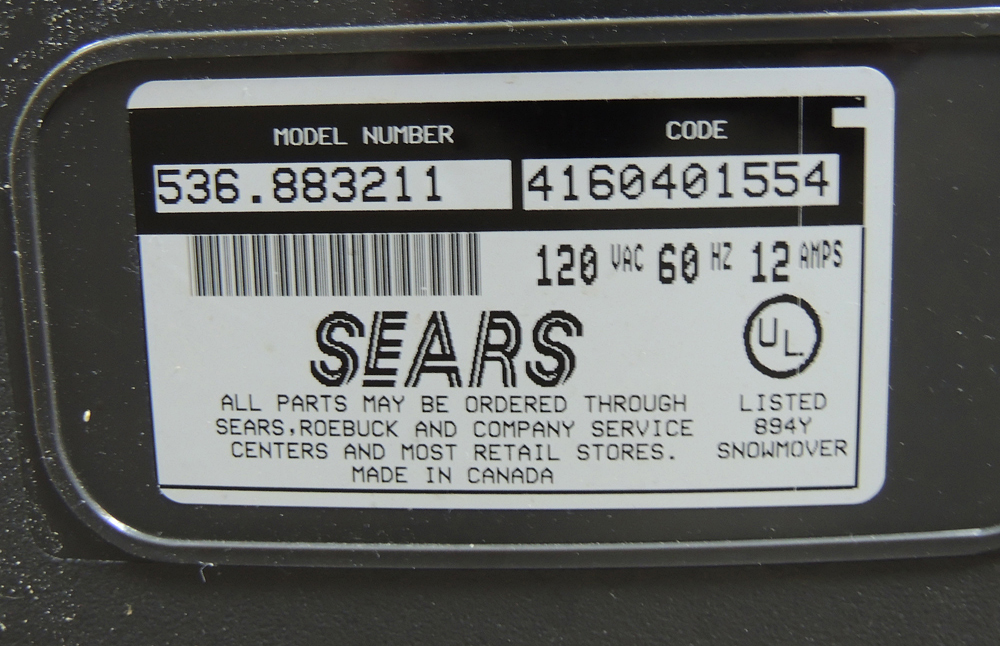 MODEL NUMBER CODE
536.883211 4160401554
120 VAC 60 HZ 12 AMPS
SEARS
UL
ALL PARTS MAY BE ORDERED THROUGH
SEARS,ROEBUCK AND COMPANY SERVICE
CENTERS AND MOST RETAIL STORES.
MADE IN CANADA
LISTED
894Y
SNOWMOVER